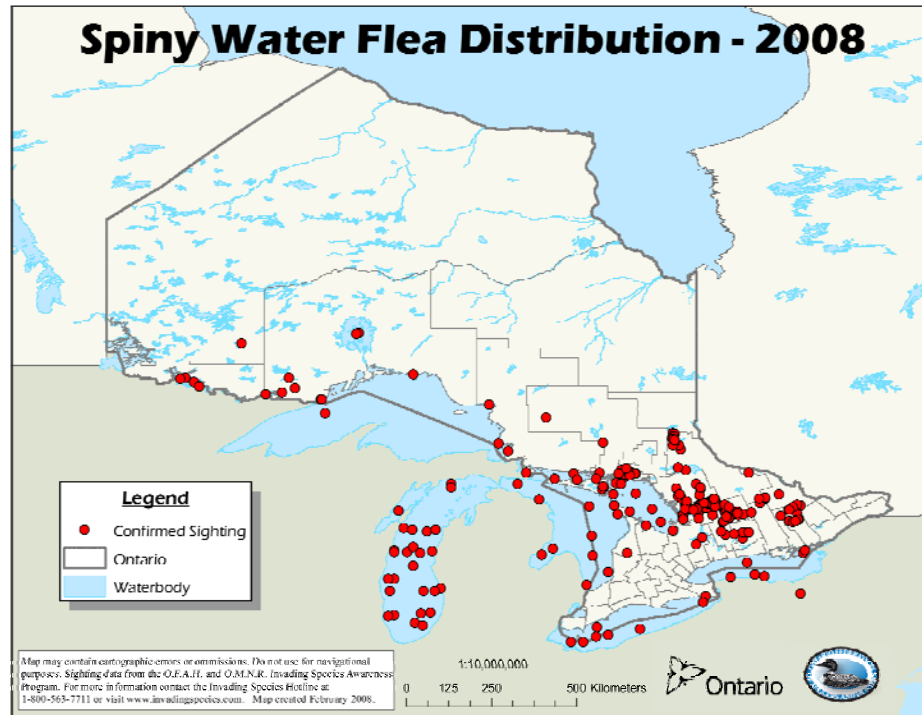 Spiny Water Flea Distribution - 2008
Legend
Confirmed Sighting
Ontario
Waterbody
Map may contain cartographic errors or ommissions. Do not use for navigational
purposes. Sighting data from the O.F.A.H. and O.M.N.R. Invading Species Awareness
Program. For more information contact the Invading Species Hotline at
1-800-563-7711 or visit www.invadingspecies.com. Map created February 2008.
1:10,000,000
0 125 250 500 Kilometers
Ontario